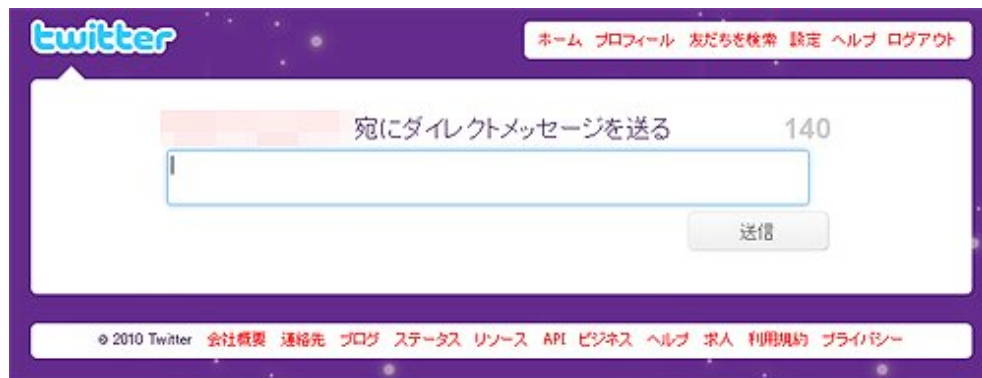 twitter
ホーム プロフィール 友だちを検索 設定 ヘルプ ログアウト
宛にダイレクトメッセージを送る 140
送信
© 2010 Twitter 会社概要 連絡先 ブログ ステータス リソース API ビジネス ヘルプ 求人 利用規約 プライバシー